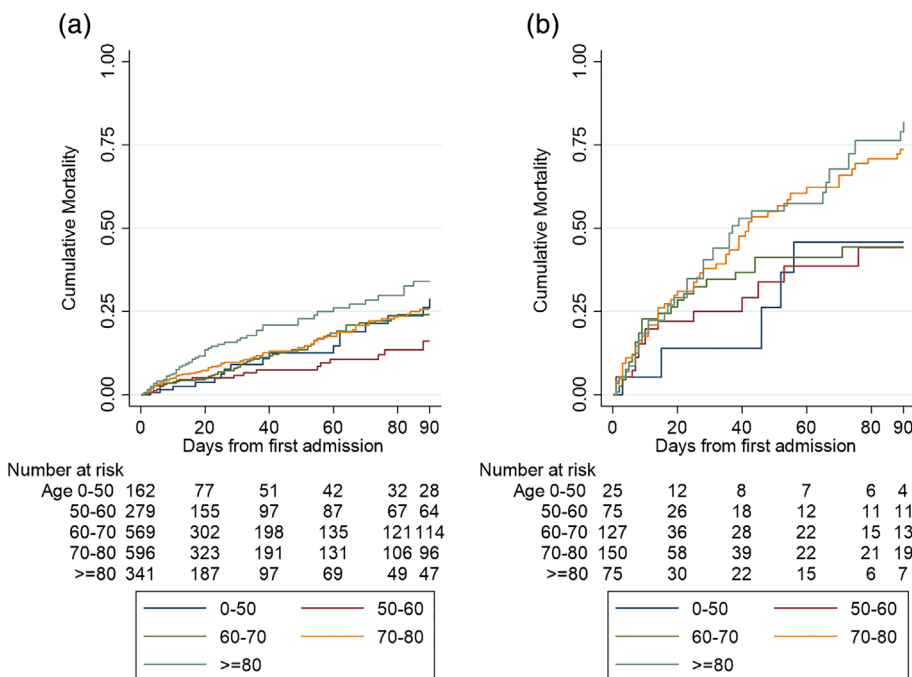 (a)
(b)
Cumulative Mortality
1.00
0.75
0.50
0.25
0.00
0 20 40 60 80 90
Days from first admission
Number at risk
Age 0-50 162 77 51 42 32 28
50-60 279 155 97 87 67 64
60-70 569 302 198 135 121 114
70-80 596 323 191 131 106 96
>=80 341 187 97 69 49 47
0-50 50-60
60-70 70-80
>=80
Cumulative Mortality
1.00
0.75
0.50
0.25
0.00
0 20 40 60 80 90
Days from first admission
Number at risk
Age 0-50 25 12 8 7 6 4
50-60 75 26 18 12 11 11
60-70 127 36 28 22 15 13
70-80 150 58 39 22 21 19
>=80 75 30 22 15 6 7
0-50 50-60
60-70 70-80
>=80